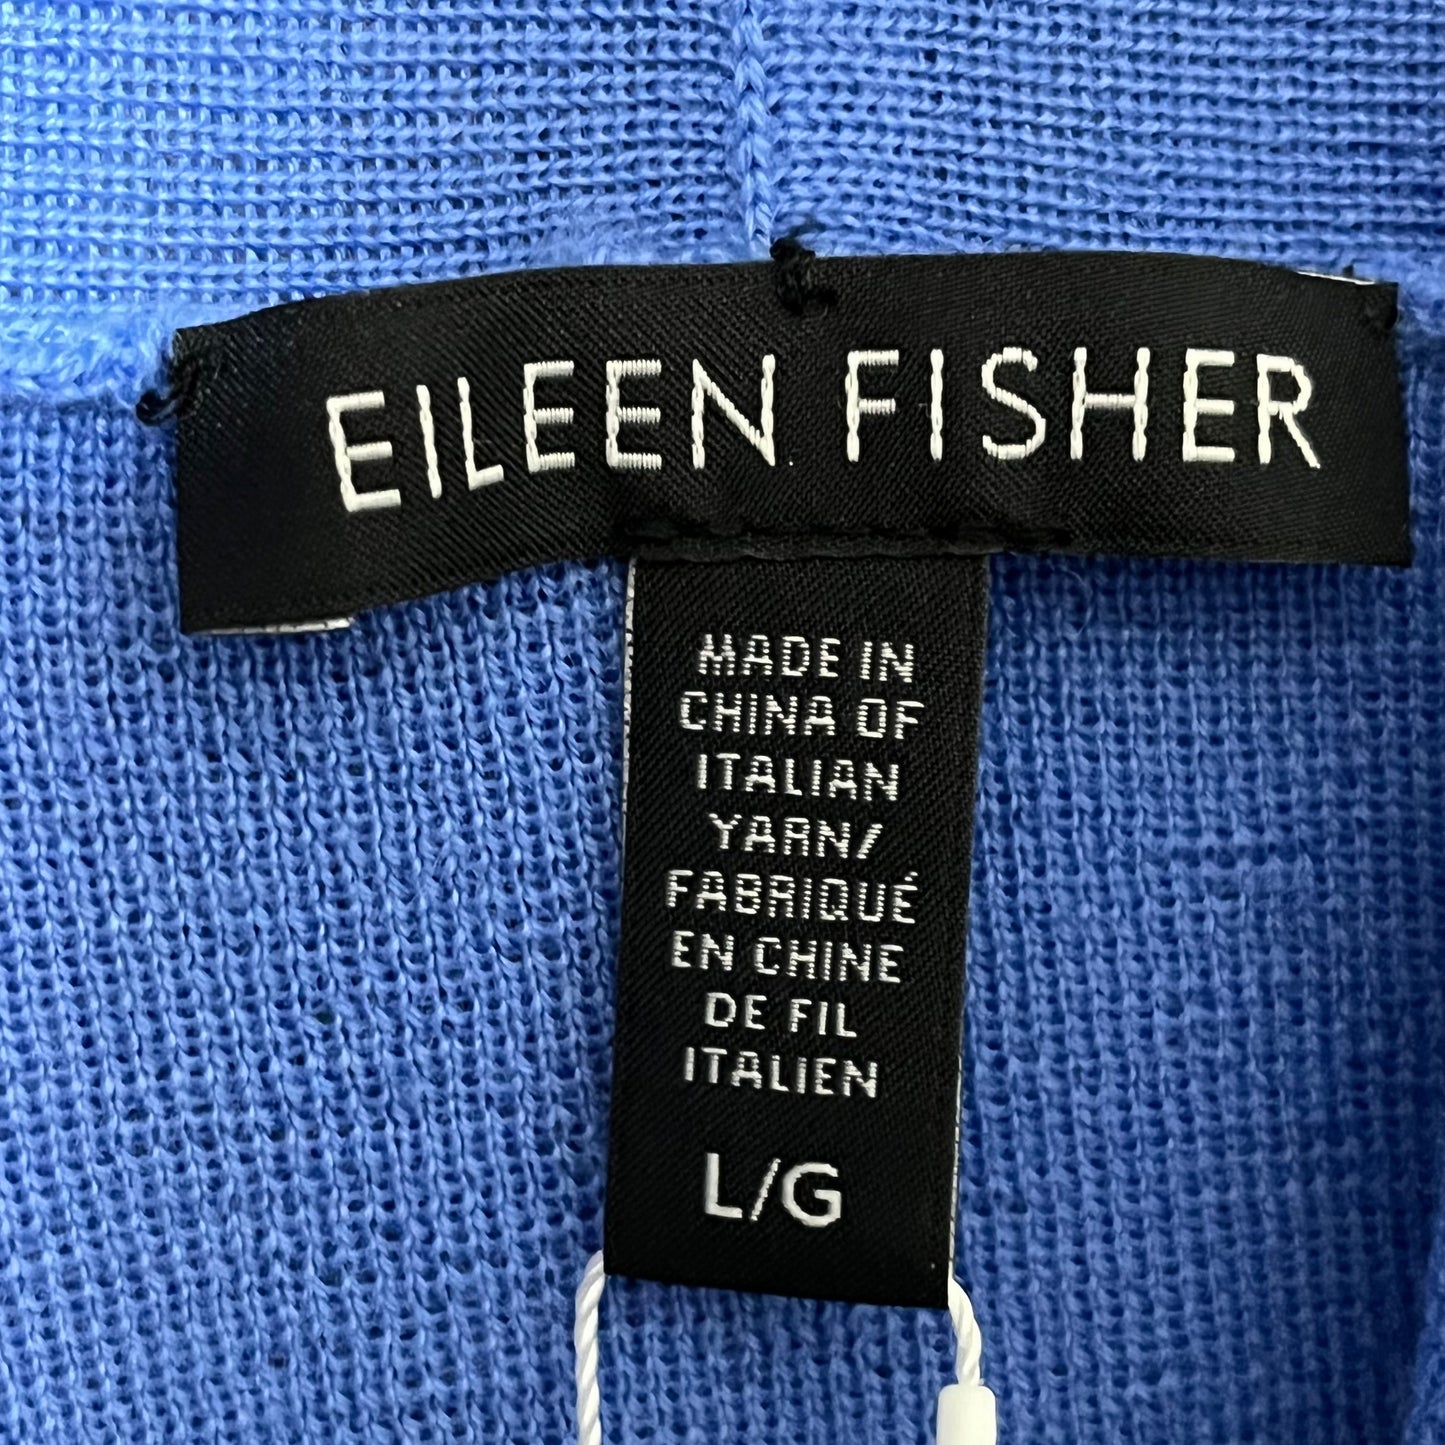 EILEEN FISHER
MADE IN
CHINA OF
ITALIAN
YARN/
FABRIQUÉ
EN CHINE
DE FIL
ITALIEN
L/G